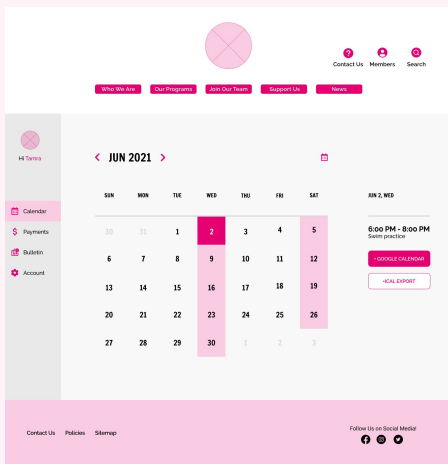 Contact Us Members Search
Who We Are Our Programs Join Our Team Support Us News
Hi Tamra
Calendar
Payments
Bulletin
Account
JUN 2021
SUN MON TUE WED THU FRI SAT
30 31 1 2 3 4 5
6 7 8 9 10 11 12
13 14 15 16 17 18 19
20 21 22 23 24 25 26
27 28 29 30 1 2 3
JUN 2, WED
6:00 PM - 8:00 PM
Swim practice
+ GOOGLE CALENDAR
+ICAL EXPORT
Contact Us Policies Sitemap
Follow Us on Social Media!